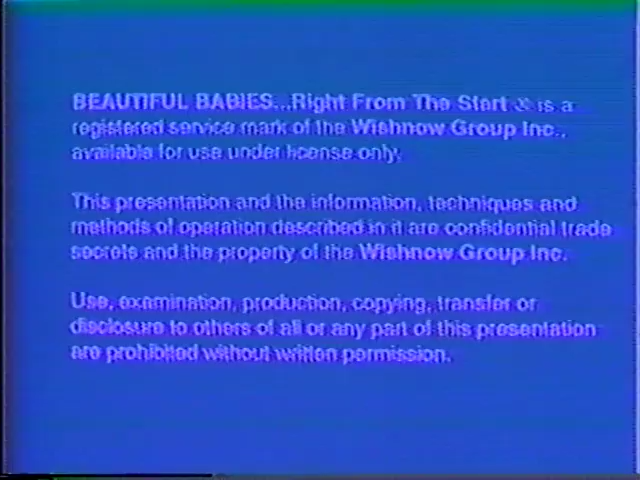 BEAUTIFUL BABIES...Right From The Start ® is a
registered service mark of the Wishnow Group Inc.,
available for use under license only.
This presentation and the information, techniques and
methods of operation described in it are confidential trade
secrets and the property of the Wishnow Group Inc.
Use, examination, production, copying, transfer or
disclosure to others of all or any part of this presentation
are prohibited without written permission.